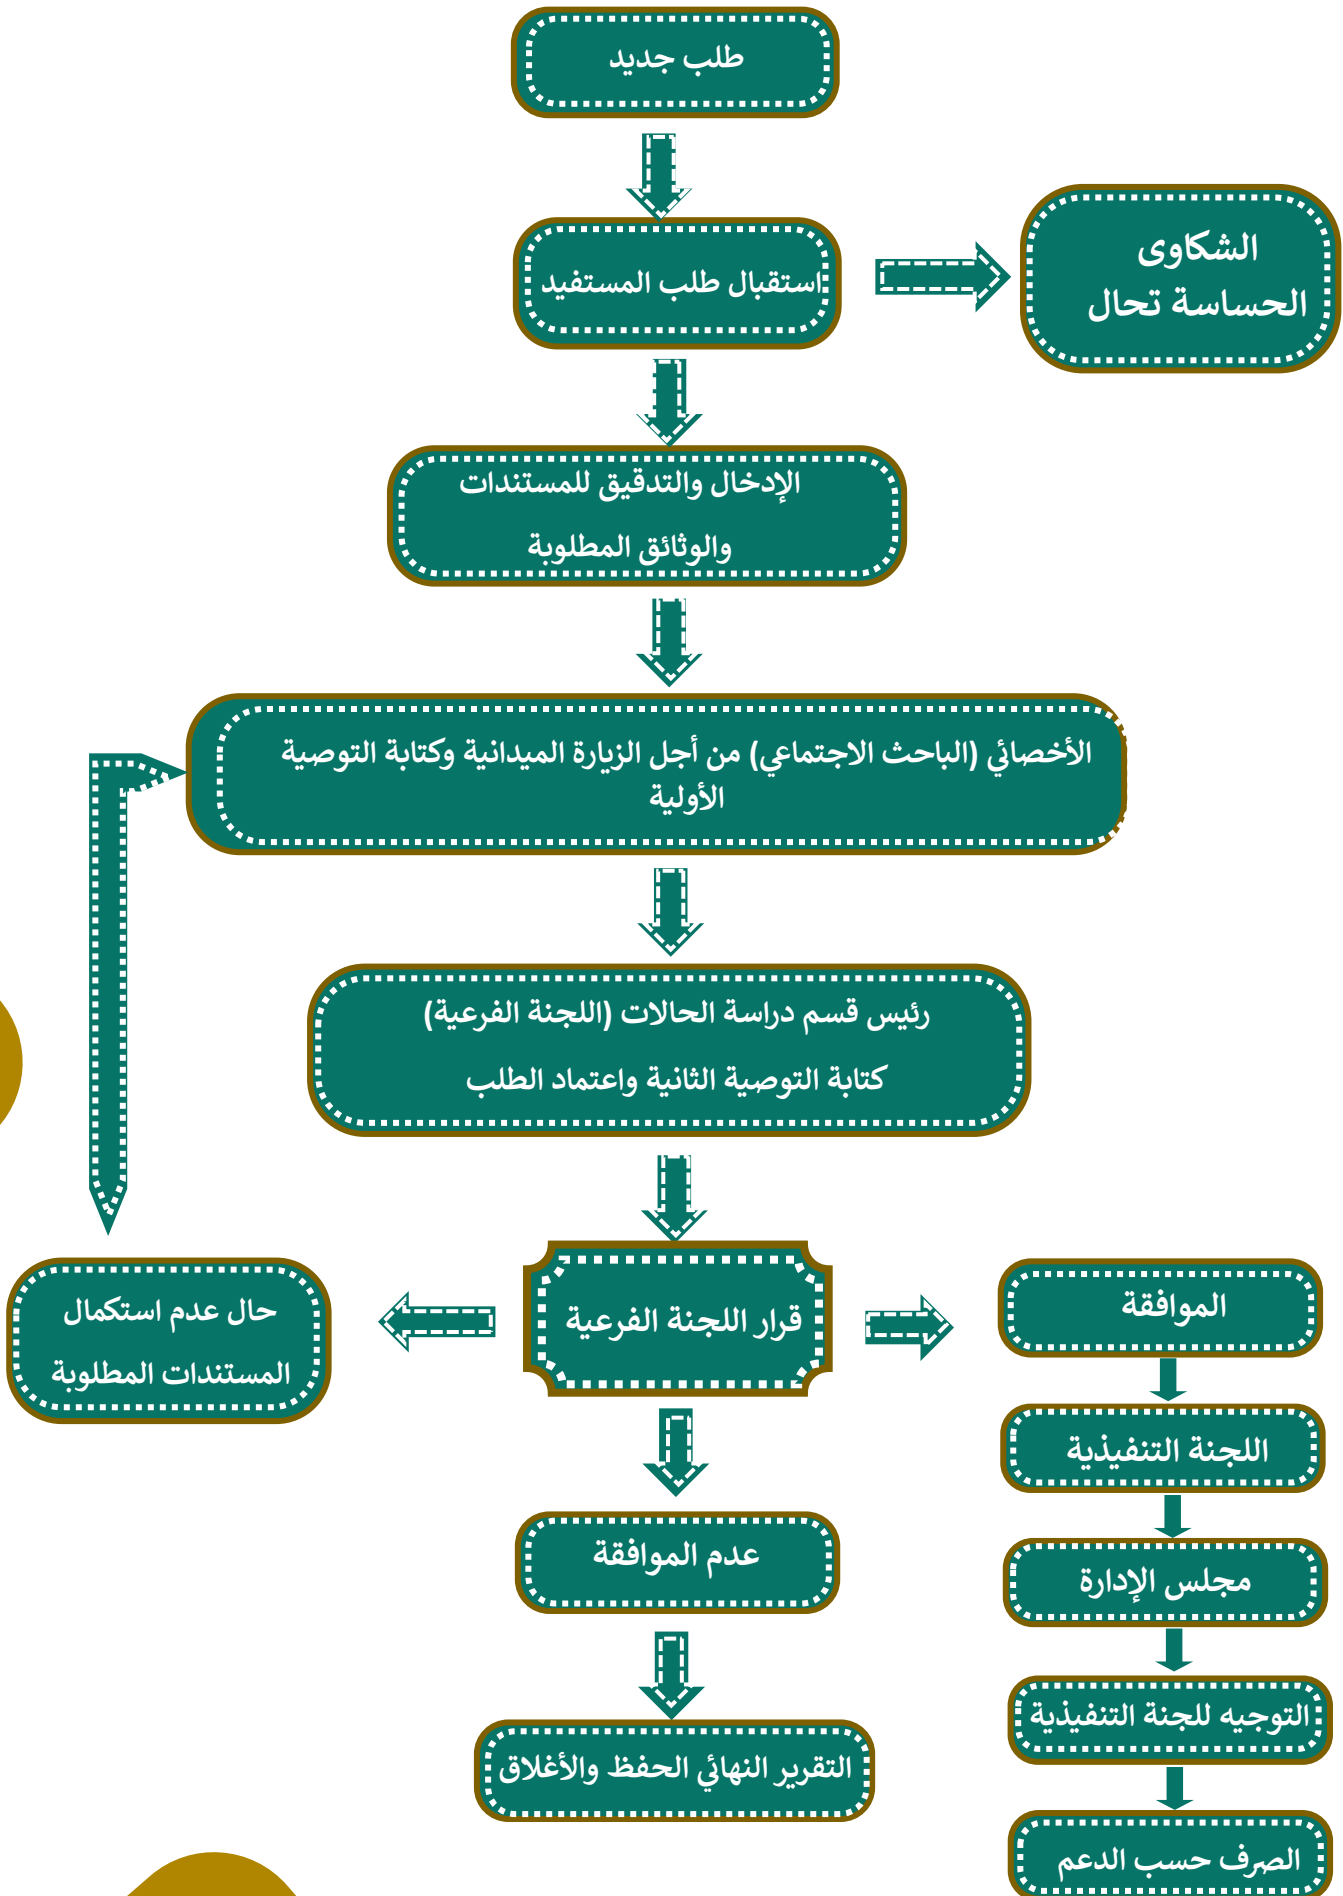 طلب جديد
استقبال طلب المستفيد
الشكاوى
الحساسة تحال
الإدخال والتدقيق للمستندات
والوثائق المطلوبة
الأخصائي (الباحث الاجتماعي) من أجل الزيارة الميدانية وكتابة التوصية
الأولية
رئيس قسم دراسة الحالات (اللجنة الفرعية)
كتابة التوصية الثانية واعتماد الطلب
قرار اللجنة الفرعية
الموافقة
اللجنة التنفيذية
مجلس الإدارة
التوجيه للجنة التنفيذية
الصرف حسب الدعم
حال عدم استكمال
المستندات المطلوبة
عدم الموافقة
التقرير النهائي الحفظ والأغلاق